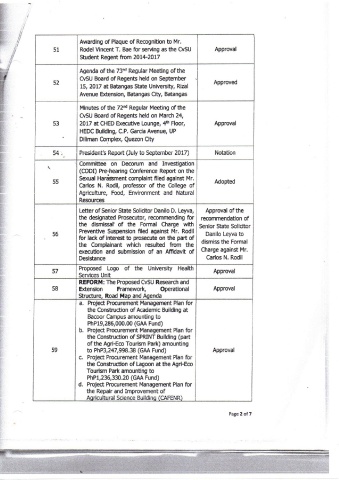 51
Awarding of Plaque of Recognition to Mr.
Rodel Vincent T. Bae for serving as the CvSU
Student Regent from 2014-2017
Approval
52
Agenda of the 73rd Regular Meeting of the
CvSU Board of Regents held on September
15, 2017 at Batangas State University, Rizal
Avenue Extension, Batangas City, Batangas
Approved
53
Minutes of the 72nd Regular Meeting of the
CvSU Board of Regents held on March 24,
2017 at CHED Executive Lounge, 4th Floor,
HEDC Building, C.P. Garcia Avenue, UP
Diliman Complex, Quezon City
Approval
54
President's Report (July to September 2017)
Notation
55
Committee on Decorum and Investigation
(CODI) Pre-hearing Conference Report on the
Sexual Harassment complaint filed against Mr.
Carlos N. Rodil, professor of the College of
Agriculture, Food, Environment and Natural
Resources
Adopted
56
Letter of Senior State Solicitor Danilo D. Leyva,
the designated Prosecutor, recommending for
the dismissal of the Formal Charge with
Preventive Suspension filed against Mr. Rodil
for lack of interest to prosecute on the part of
the Complainant which resulted from the
execution and submission of an Affidavit of
Desistance
Approval of the
recommendation of
Senior State Solicitor
Danilo Leyva to
dismiss the Formal
Charge against Mr.
Carlos N. Rodil
57
Proposed Logo of the University Health
Services Unit
Approval
58
REFORM: The Proposed CvSU Research and
Extension Framework, Operational
Structure, Road Map and Agenda
Approval
59
a. Project Procurement Management Plan for
the Construction of Academic Building at
Bacoor Campus amounting to
PhP19,286,000.00 (GAA Fund)
b. Project Procurement Management Plan for
the Construction of SPRINT Building (part
of the Agri-Eco Tourism Park) amounting
to PhP3,247,998.38 (GAA Fund)
c. Project Procurement Management Plan for
the Construction of Lagoon at the Agri-Eco
Tourism Park amounting to
PhP1,236,330.20 (GAA Fund)
d. Project Procurement Management Plan for
the Repair and Improvement of
Agricultural Science Building (CAFENR)
Approval
Page 2 of 7